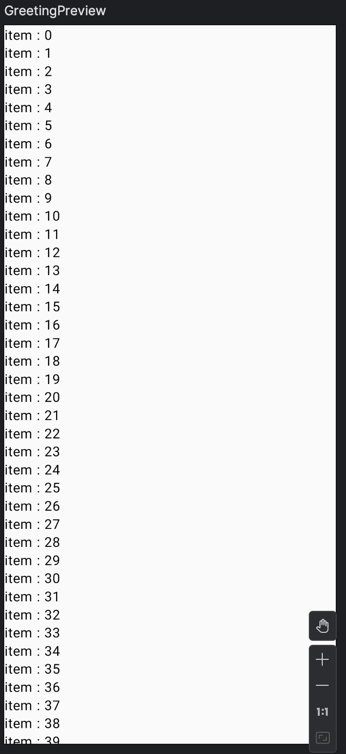 GreetingPreview
item : 0
item : 1
item : 2
item : 3
item : 4
item : 5
item : 6
item : 7
item : 8
item : 9
item : 10
item : 11
item : 12
item : 13
item : 14
item : 15
item : 16
item : 17
item : 18
item : 19
item : 20
item : 21
item : 22
item : 23
item : 24
item : 25
item : 26
item : 27
item : 28
item : 29
item : 30
item : 31
item : 32
item : 33
item : 34
item : 35
item : 36
item : 37
item : 38
1:1
item : 39